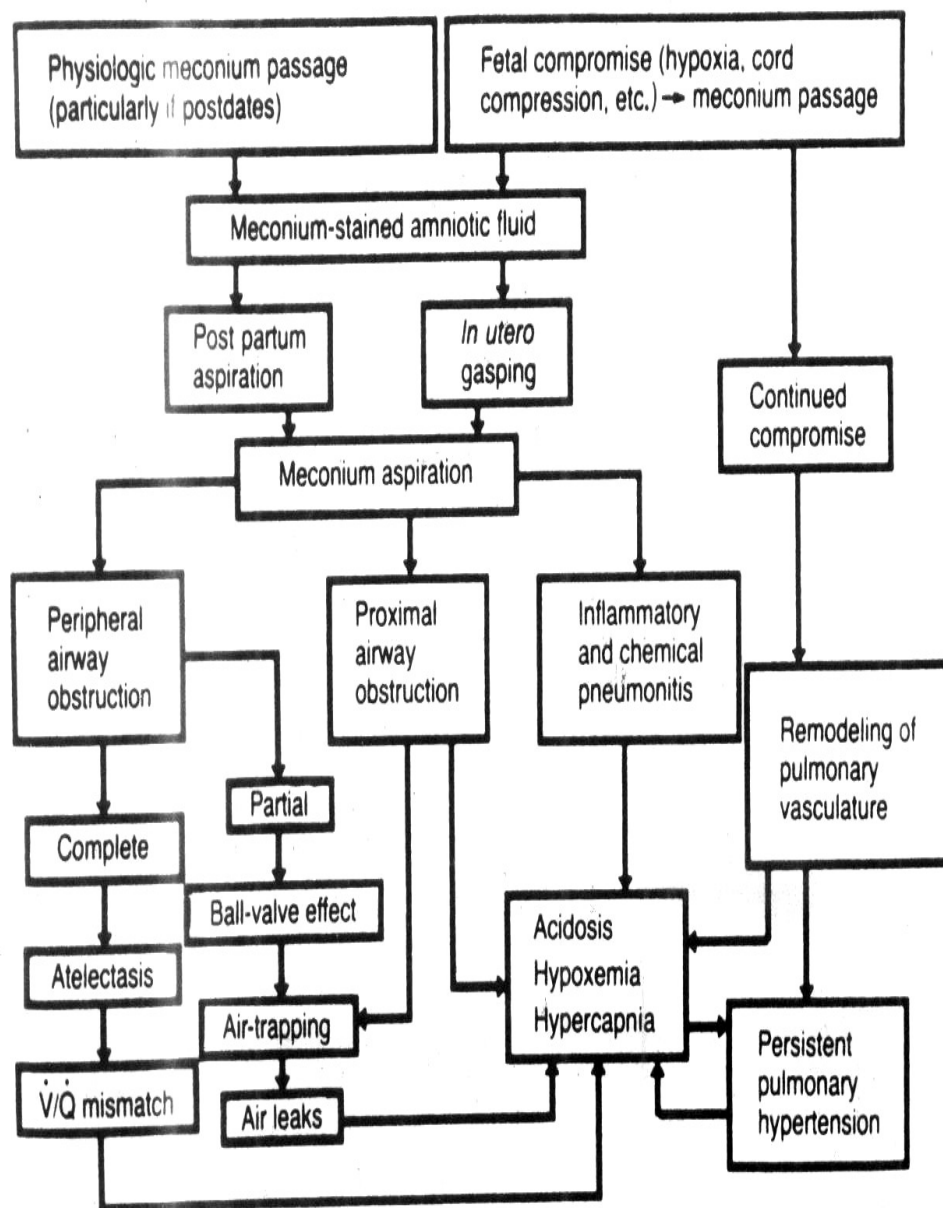 Physiologic meconium passage
(particularly if postdates)
Fetal compromise (hypoxia, cord
compression, etc.) → meconium passage
Meconium-stained amniotic fluid
Post partum
aspiration
In utero
gasping
Continued
compromise
Meconium aspiration
Peripheral
airway
obstruction
Proximal
airway
obstruction
Inflammatory
and chemical
pneumonitis
Remodeling of
pulmonary
vasculature
Partial
Complete
Ball-valve effect
Acidosis
Hypoxemia
Hypercapnia
Atelectasis
Air-trapping
Persistent
pulmonary
hypertension
V̇/Q̇ mismatch
Air leaks